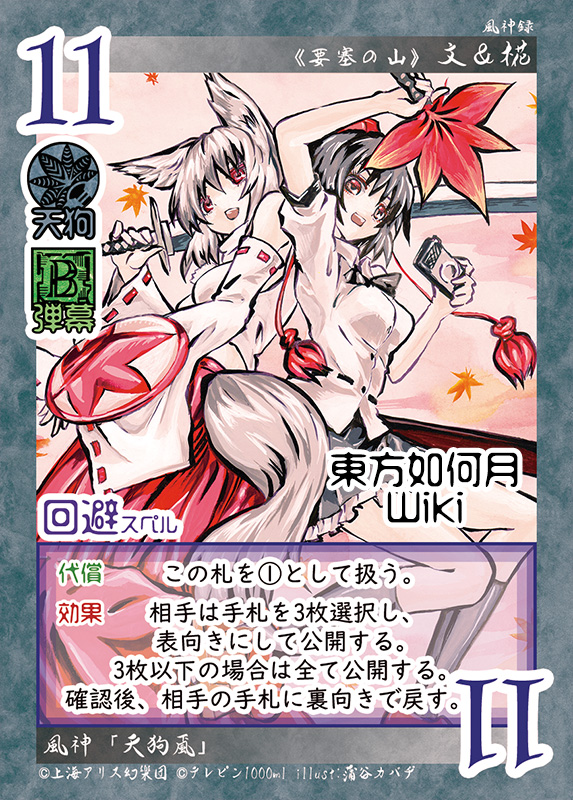 風神録
《要塞の山》 文&椛
11
天狗
B
弾幕
東方如何月
Wiki
回避スペル
代償 この札を①として扱う。
効果 相手は手札を3枚選択し、
表向きにして公開する。
3枚以下の場合は全て公開する。
確認後、相手の手札に裏向きで戻す。
11
風神「天狗颪」
©上海アリス幻樂団 ©テレピン1000ml illust:蒲谷カバヂ